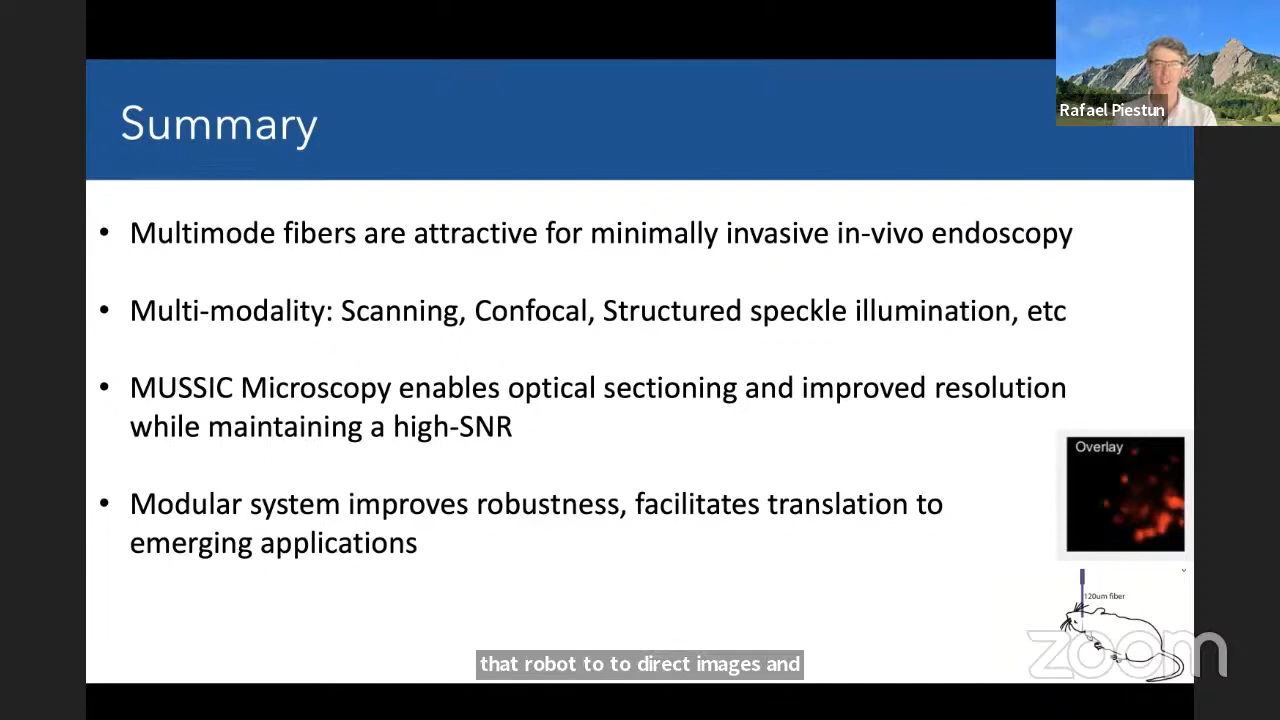 Summary
Rafael Piestun
• Multimode fibers are attractive for minimally invasive in-vivo endoscopy
• Multi-modality: Scanning, Confocal, Structured speckle illumination, etc
• MUSSIC Microscopy enables optical sectioning and improved resolution
while maintaining a high-SNR
• Modular system improves robustness, facilitates translation to
emerging applications
Overlay
120um fiber
zoom
that robot to to direct images and